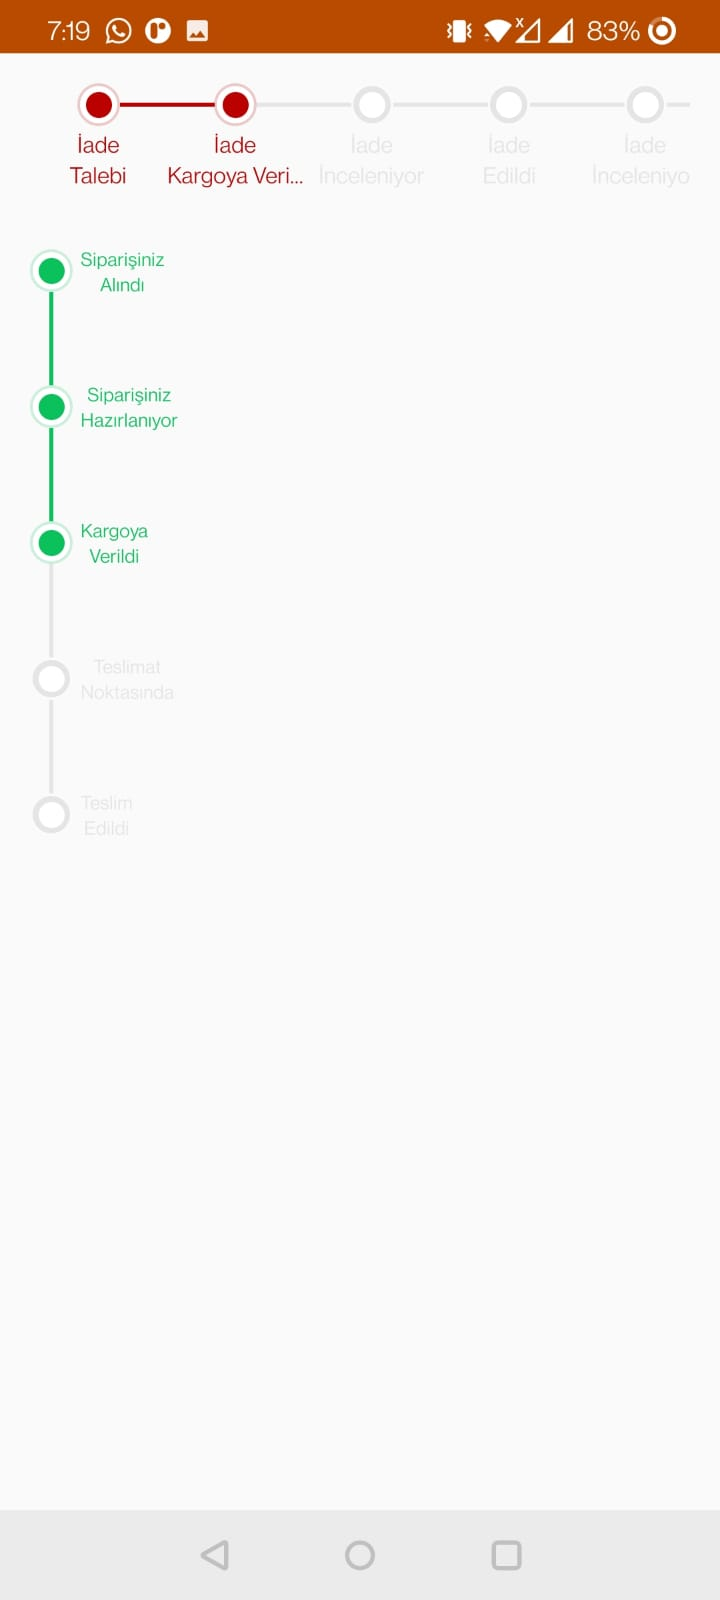 7:19
83%
İade
Talebi
İade
Kargoya Veri...
İade
İnceleniyor
İade
Edildi
İade
İnceleniyo
Siparişiniz
Alındı
Siparişiniz
Hazırlanıyor
Kargoya
Verildi
Teslimat
Noktasında
Teslim
Edildi